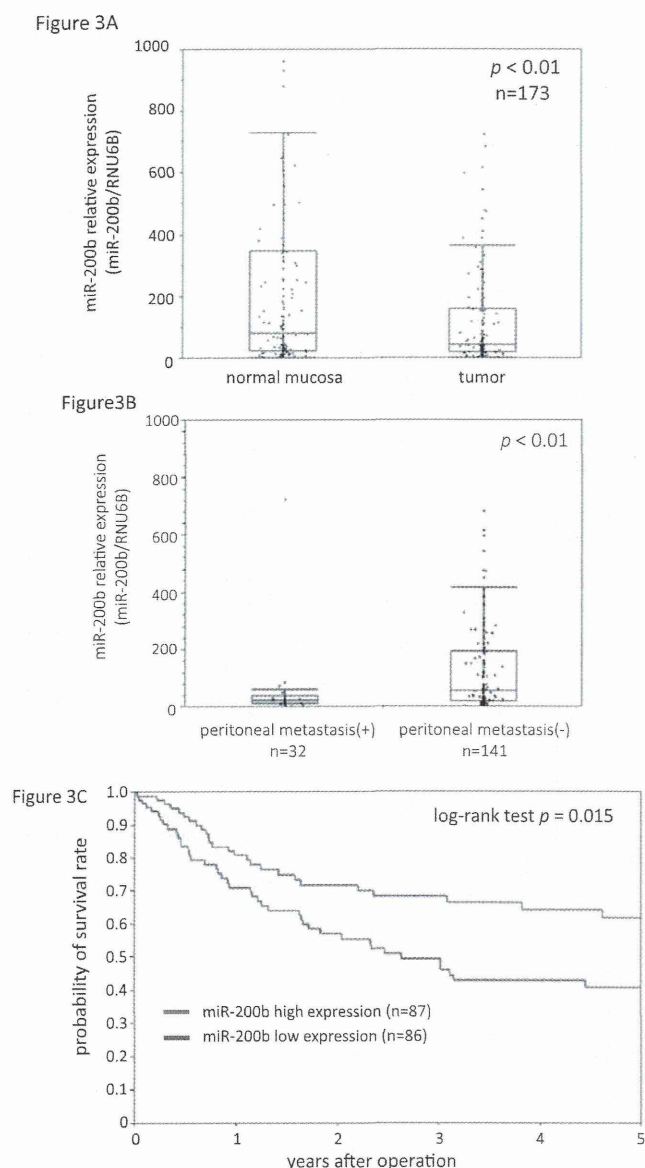 Figure 3A
miR-200b relative expression
(miR-200b/RNU6B)
1000
800
600
400
200
0
p < 0.01
n=173
normal mucosa
tumor
Figure3B
miR-200b relative expression
(miR-200b/RNU6B)
1000
800
600
400
200
0
p < 0.01
peritoneal metastasis(+)
n=32
peritoneal metastasis(-)
n=141
Figure 3C
probability of survival rate
1.0
0.9
0.8
0.7
0.6
0.5
0.4
0.3
0.2
0.1
0
log-rank test p = 0.015
miR-200b high expression (n=87)
miR-200b low expression (n=86)
0 1 2 3 4 5
years after operation